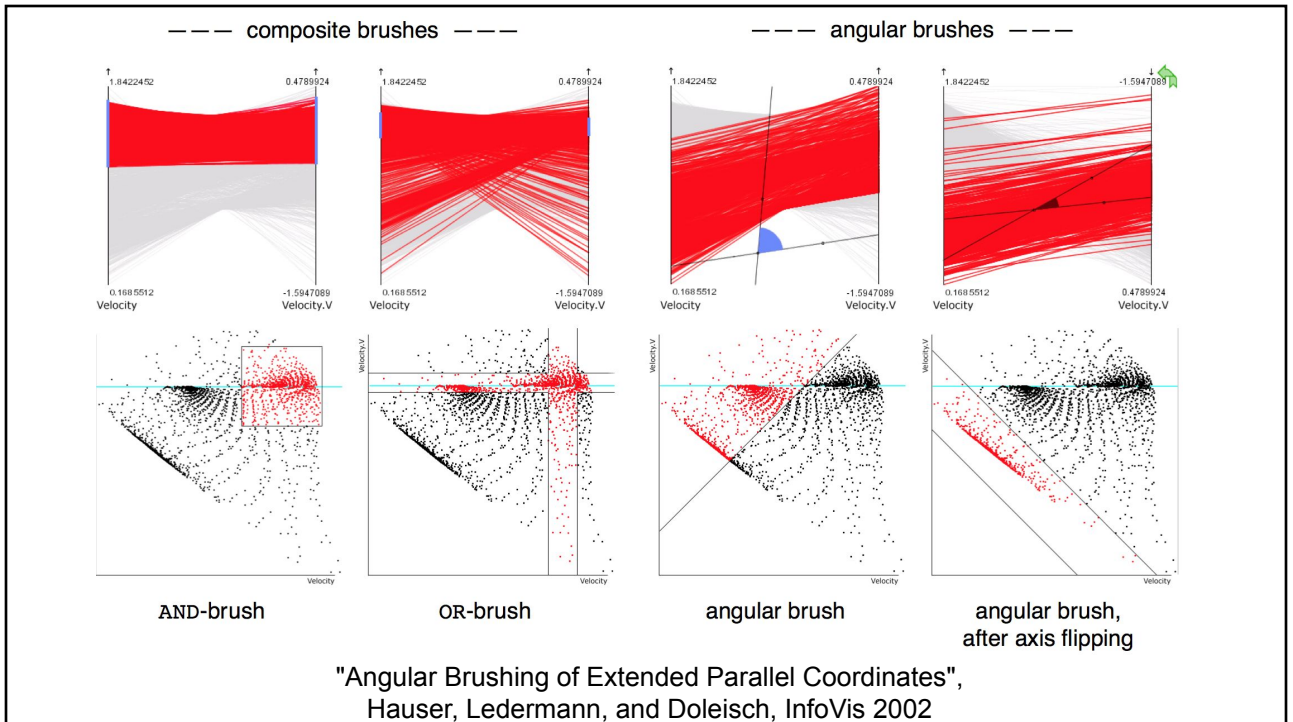 — — — composite brushes — — —
— — — angular brushes — — —
1.8422452 0.4789924
1.8422452 0.4789924
1.8422452 0.4789924
1.8422452 -1.5947089
0.1685512 -1.5947089
Velocity Velocity.V
0.1685512 -1.5947089
Velocity Velocity.V
0.1685512 -1.5947089
Velocity Velocity.V
0.1685512 0.4789924
Velocity Velocity.V
Velocity.V
Velocity.V
Velocity.V
Velocity.V
Velocity
Velocity
Velocity
Velocity
AND-brush
OR-brush
angular brush
angular brush,
after axis flipping
"Angular Brushing of Extended Parallel Coordinates",
Hauser, Ledermann, and Doleisch, InfoVis 2002